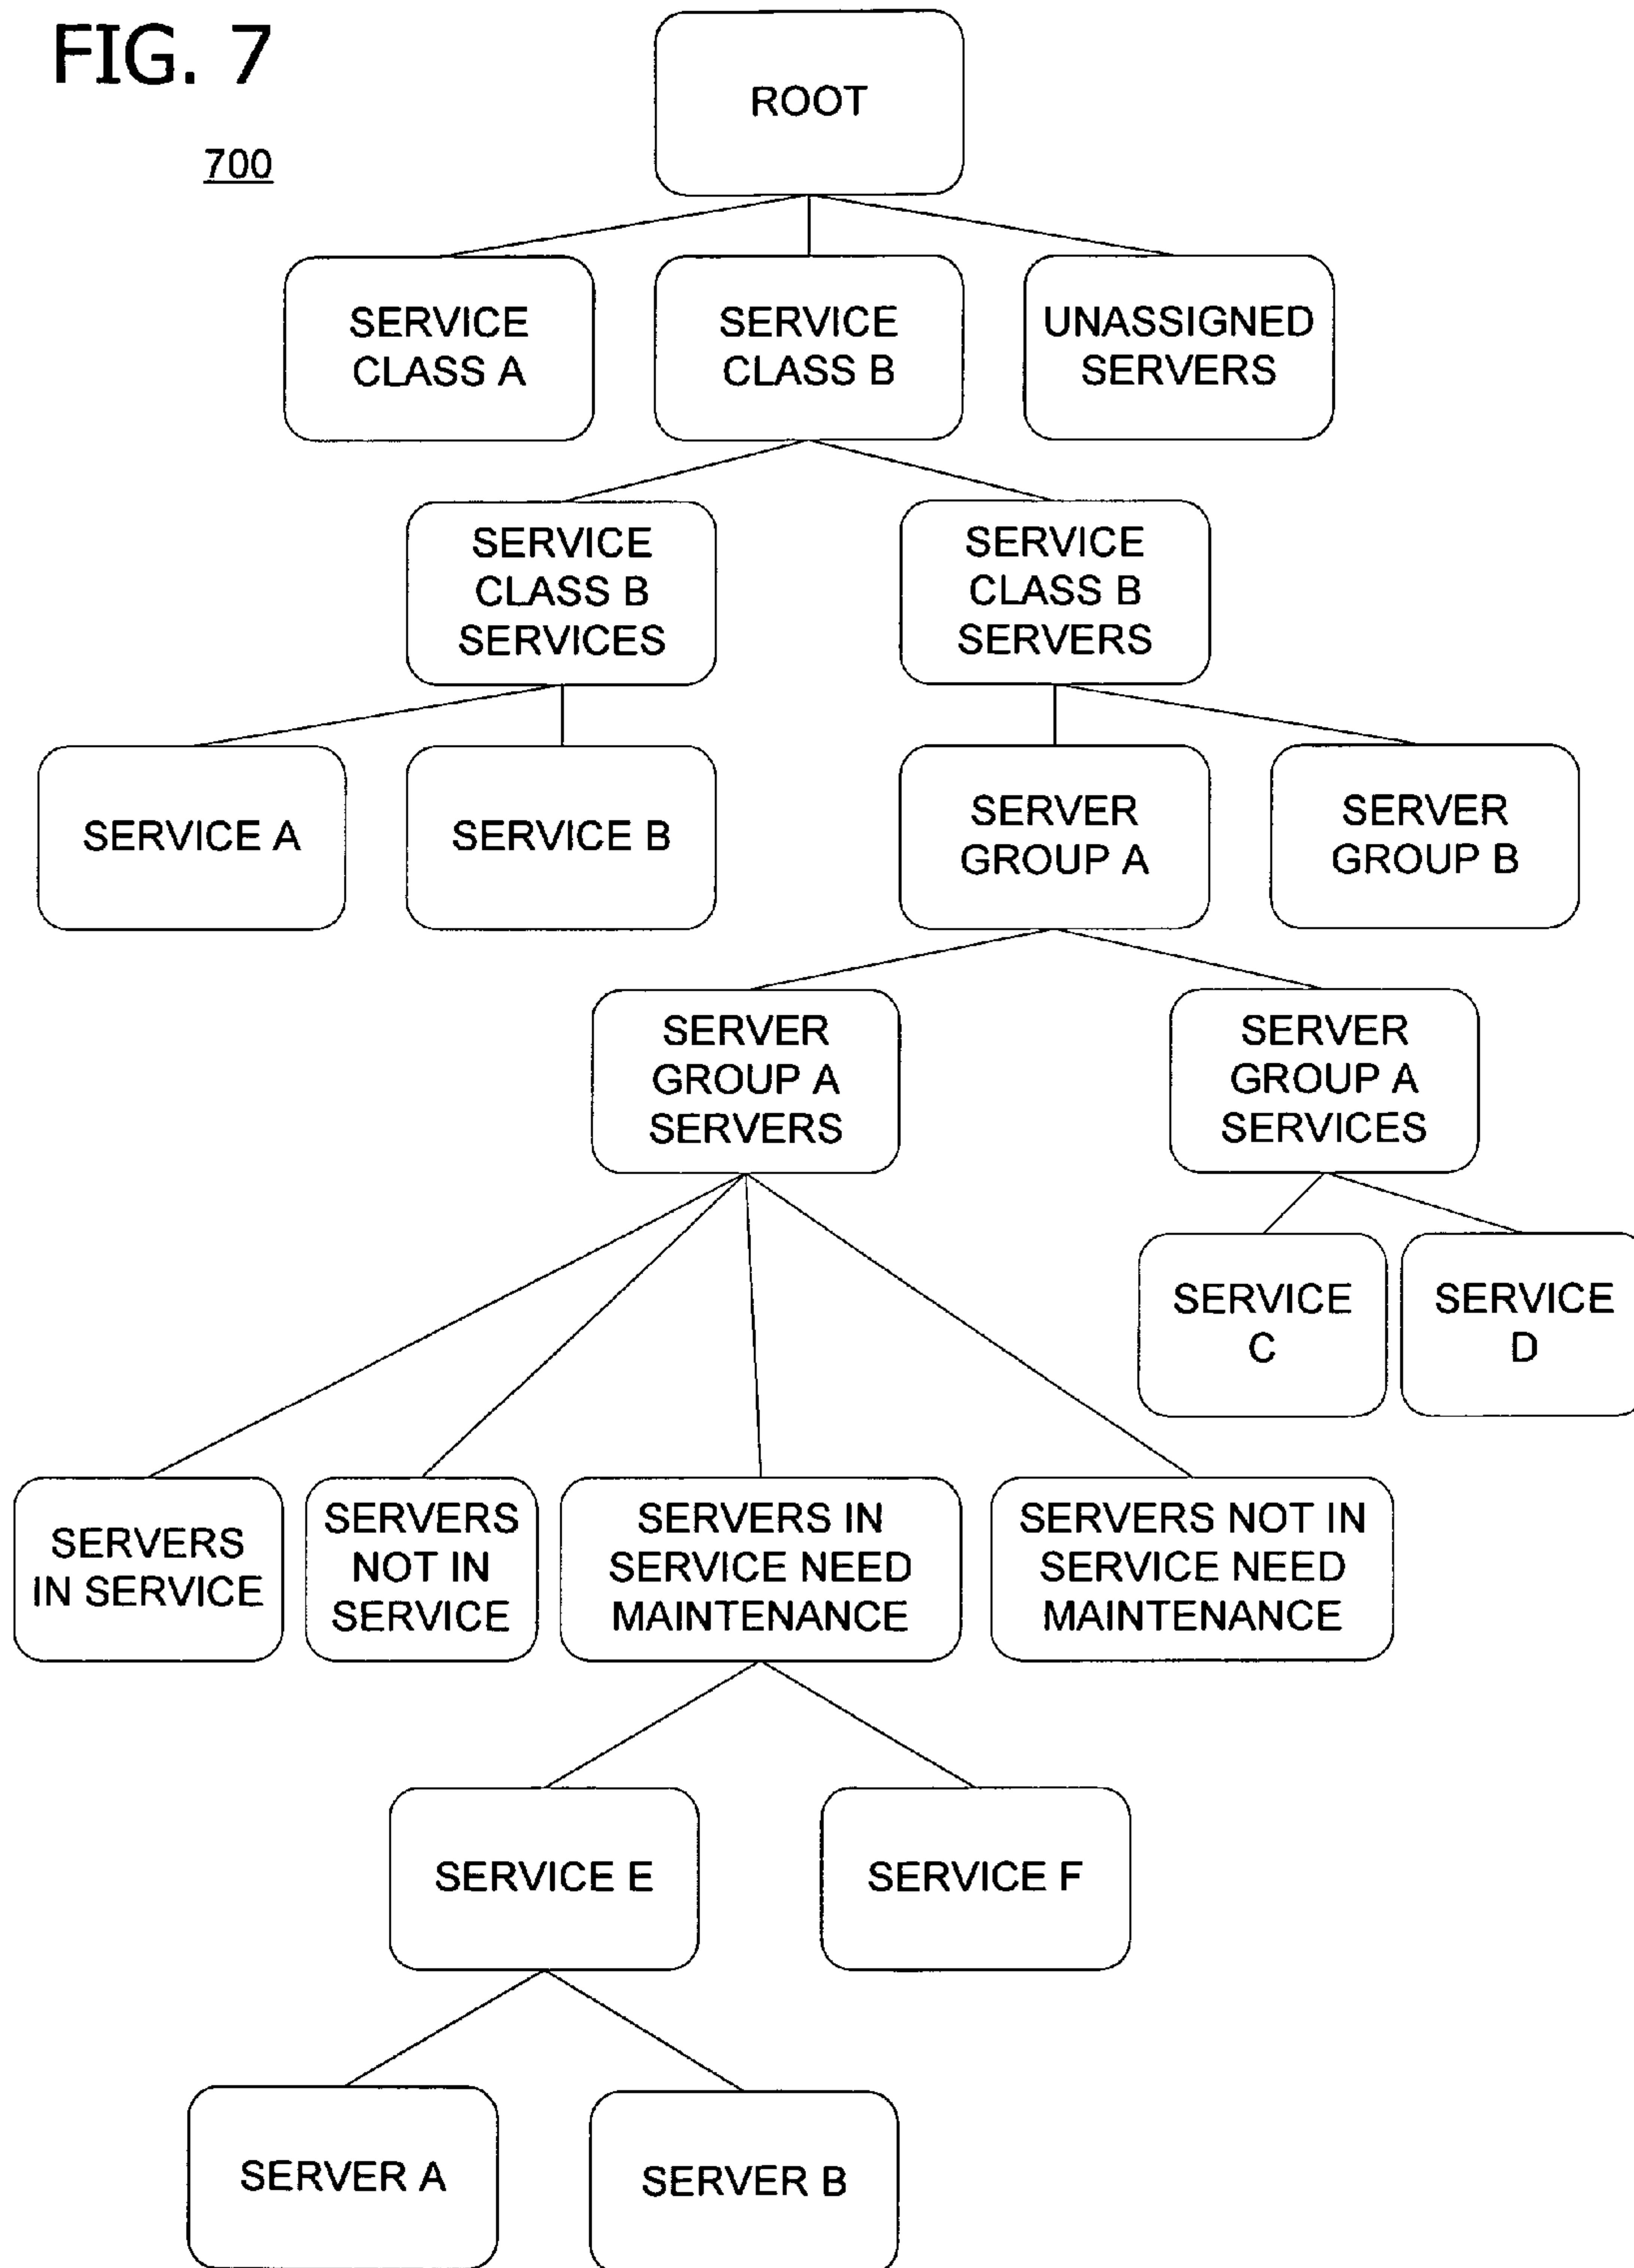 FIG. 7
700
ROOT
SERVICE
CLASS A
SERVICE
CLASS B
UNASSIGNED
SERVERS
SERVICE
CLASS B
SERVICES
SERVICE
CLASS B
SERVERS
SERVICE A
SERVICE B
SERVER
GROUP A
SERVER
GROUP B
SERVER
GROUP A
SERVERS
SERVER
GROUP A
SERVICES
SERVICE
C
SERVICE
D
SERVERS
IN SERVICE
SERVERS
NOT IN
SERVICE
SERVERS IN
SERVICE NEED
MAINTENANCE
SERVERS NOT IN
SERVICE NEED
MAINTENANCE
SERVICE E
SERVICE F
SERVER A
SERVER B